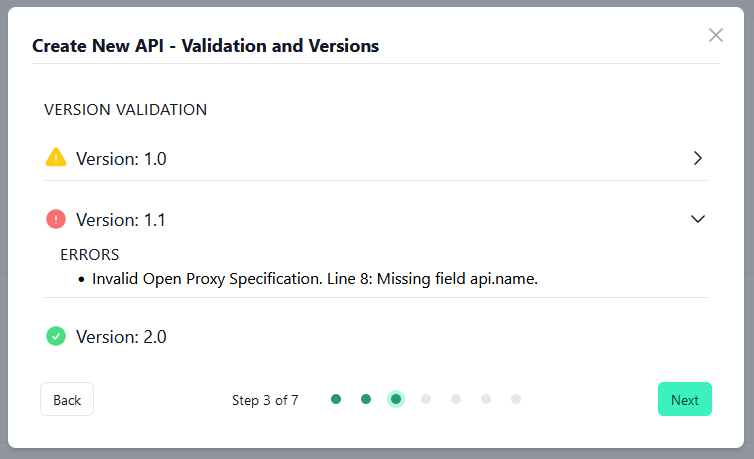 Create New API - Validation and Versions
VERSION VALIDATION
Version: 1.0
Version: 1.1
ERRORS
• Invalid Open Proxy Specification. Line 8: Missing field api.name.
Version: 2.0
Back
Step 3 of 7
Next